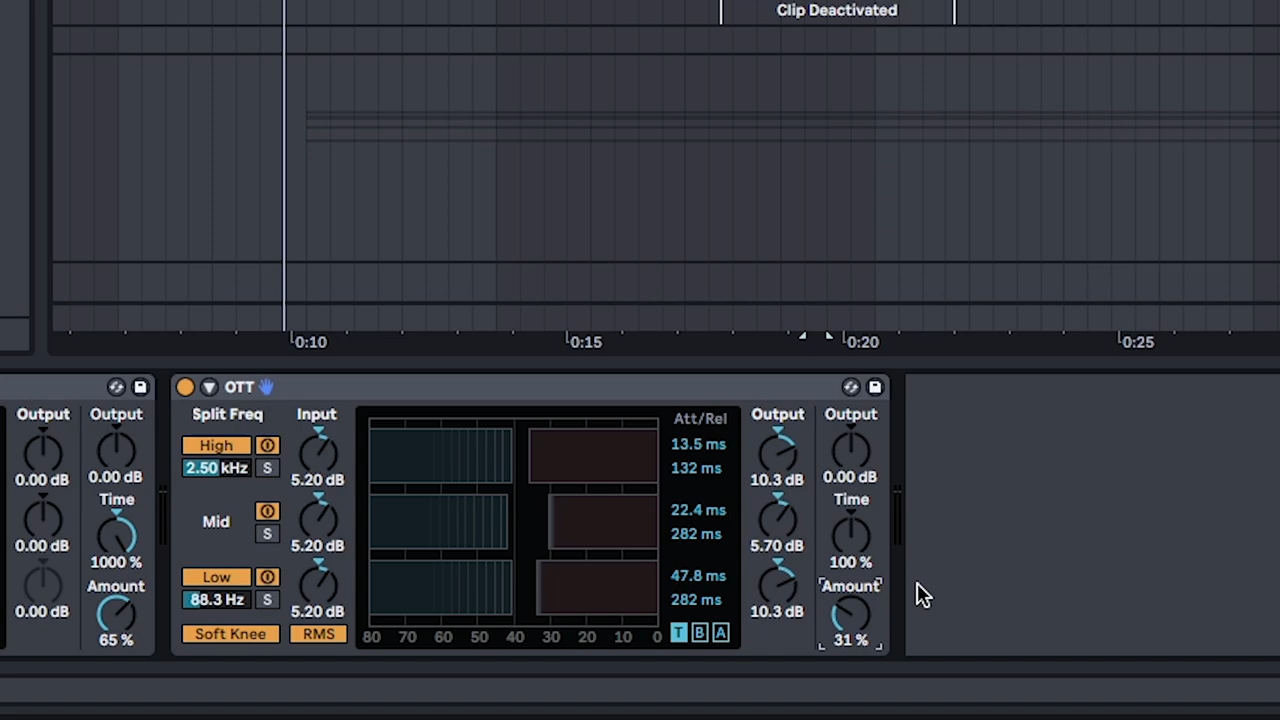 Clip Deactivated
0:10 0:15 0:20 0:25
OTT
Output Output Split Freq Input Att/Rel Output Output
High 13.5 ms
0.00 dB 0.00 dB 2.50 kHz S 5.20 dB 132 ms 10.3 dB 0.00 dB
Time Time
Mid 22.4 ms
0.00 dB S 5.20 dB 282 ms 5.70 dB
1000 % 100 %
Amount Low 47.8 ms Amount
0.00 dB 88.3 Hz S 5.20 dB 282 ms 10.3 dB
65 % Soft Knee RMS 80 70 60 50 40 30 20 10 0 T B A 31 %